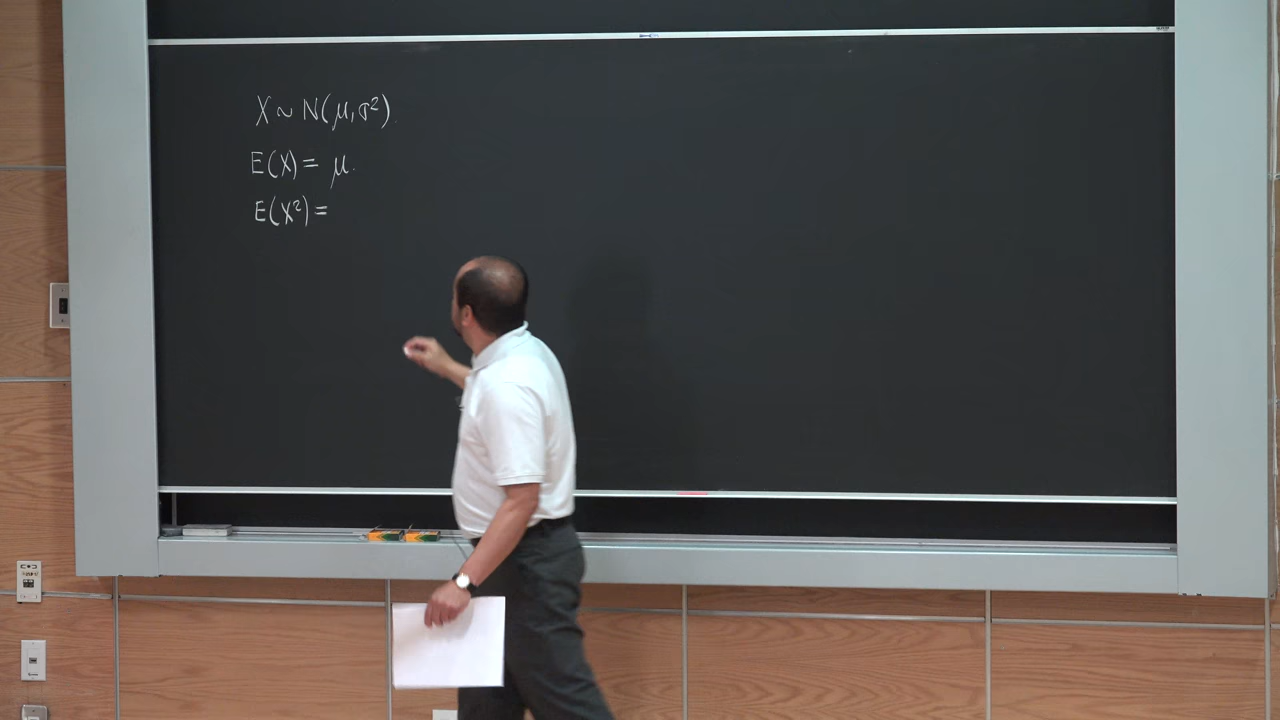 X ~ N(μ, σ²).
E(X) = μ.
E(X²) =